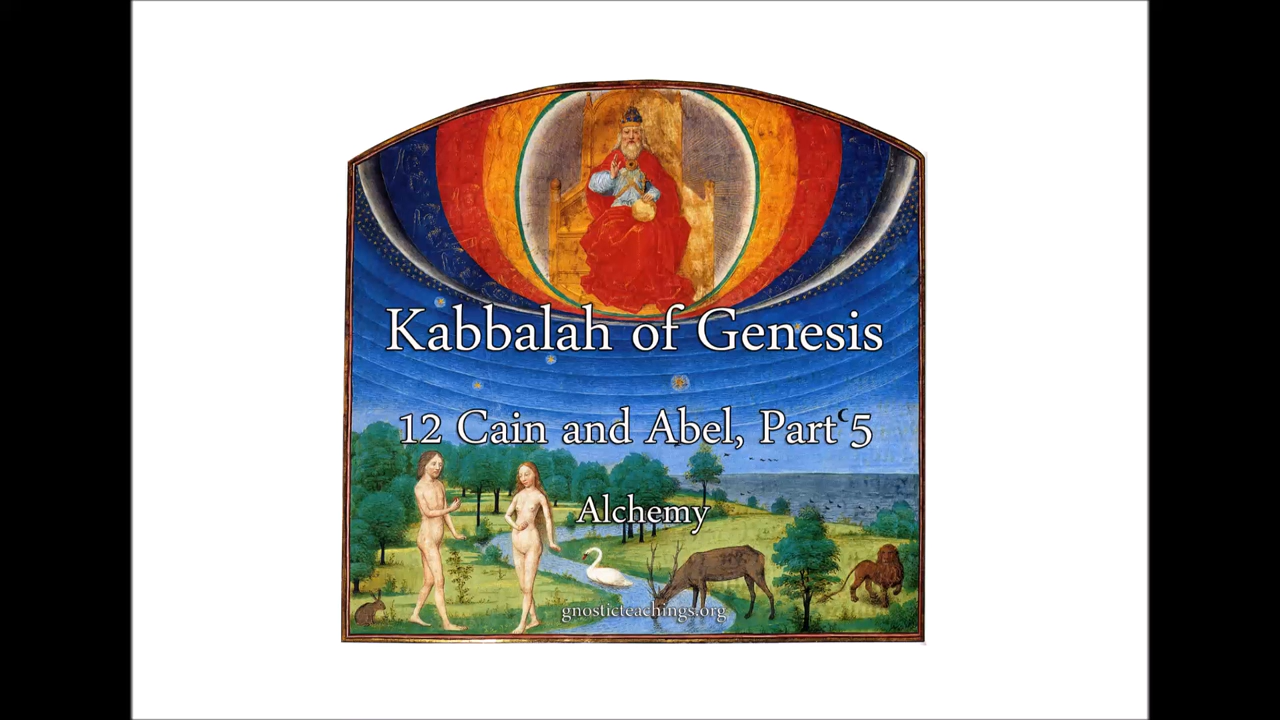 Kabbalah of Genesis
12 Cain and Abel, Part 5
Alchemy
gnosticteachings.org